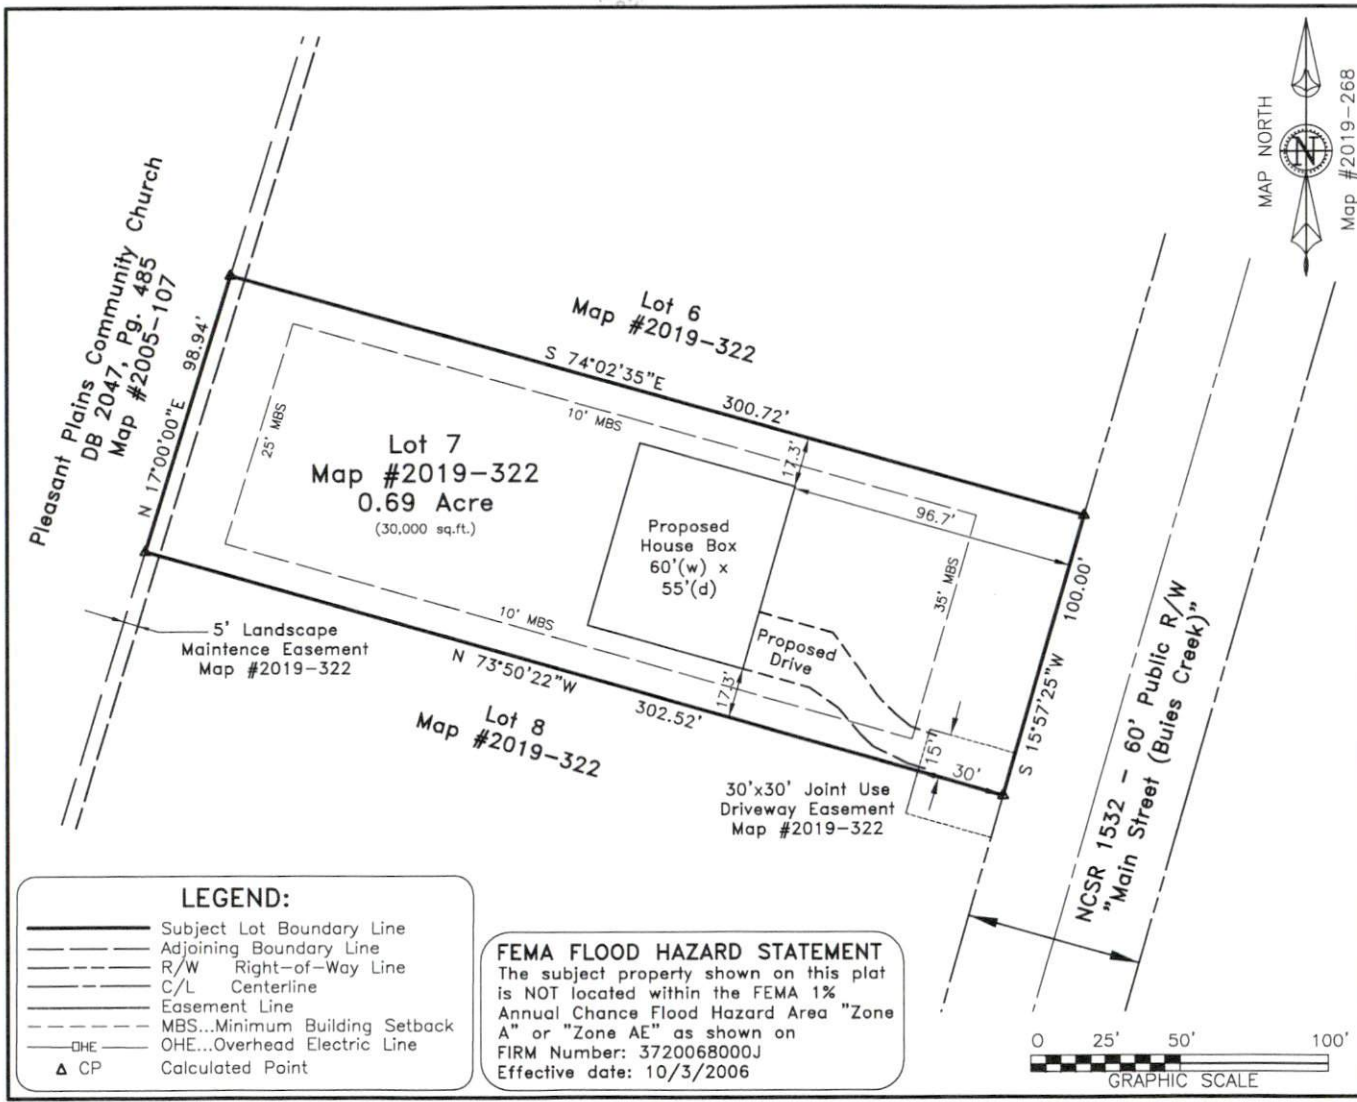 MAP NORTH
N
Map #2019-268
Pleasant Plains Community Church
DB 2047, Pg. 485
Map #2005-107
N 17°00'00"E 98.94'
Lot 6
Map #2019-322
S 74°02'35"E 300.72'
10' MBS
25' MBS
Lot 7
Map #2019-322
0.69 Acre
(30,000 sq.ft.)
17.3'
96.7'
Proposed
House Box
60'(w) x
55'(d)
35' MBS
100.00'
S 15°57'25"W
Proposed
Drive
10' MBS
5' Landscape
Maintence Easement
Map #2019-322
N 73°50'22"W 302.52'
17.3'
15'
30'
Lot 8
Map #2019-322
30'x30' Joint Use
Driveway Easement
Map #2019-322
NCSR 1532 - 60' Public R/W
"Main Street (Buies Creek)"
LEGEND:
Subject Lot Boundary Line
Adjoining Boundary Line
R/W Right-of-Way Line
C/L Centerline
Easement Line
MBS...Minimum Building Setback
OHE OHE...Overhead Electric Line
CP Calculated Point
FEMA FLOOD HAZARD STATEMENT
The subject property shown on this plat
is NOT located within the FEMA 1%
Annual Chance Flood Hazard Area "Zone
A" or "Zone AE" as shown on
FIRM Number: 3720068000J
Effective date: 10/3/2006
0 25' 50' 100'
GRAPHIC SCALE